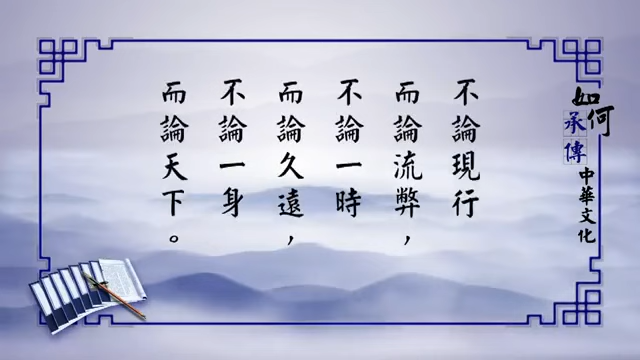 如何
承傳
中華文化
不論現行
而論流弊，
不論一時
而論久遠，
不論一身
而論天下。